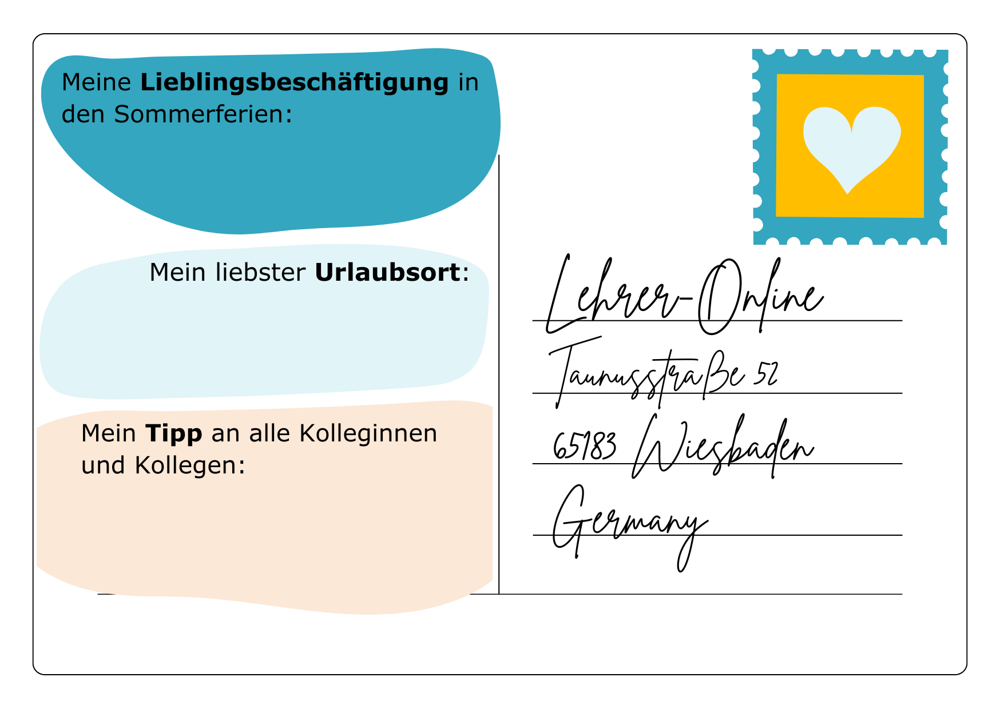 Meine Lieblingsbeschäftigung in
den Sommerferien:
Mein liebster Urlaubsort:
Mein Tipp an alle Kolleginnen
und Kollegen:
Lehrer-Online
Taunusstraße 52
65183 Wiesbaden
Germany